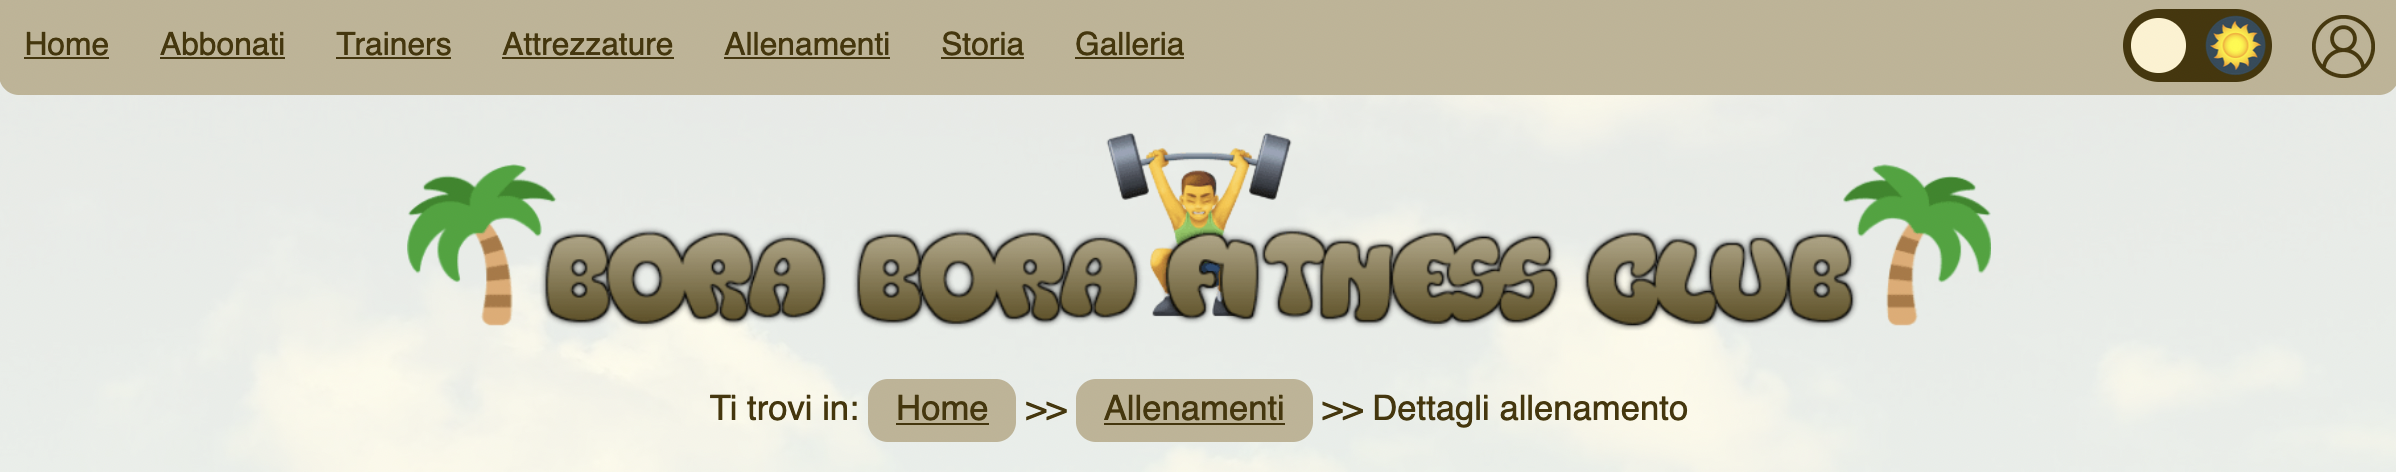 Home Abbonati Trainers Attrezzature Allenamenti Storia Galleria
BORA BORA FITNESS CLUB
Ti trovi in: Home >> Allenamenti >> Dettagli allenamento